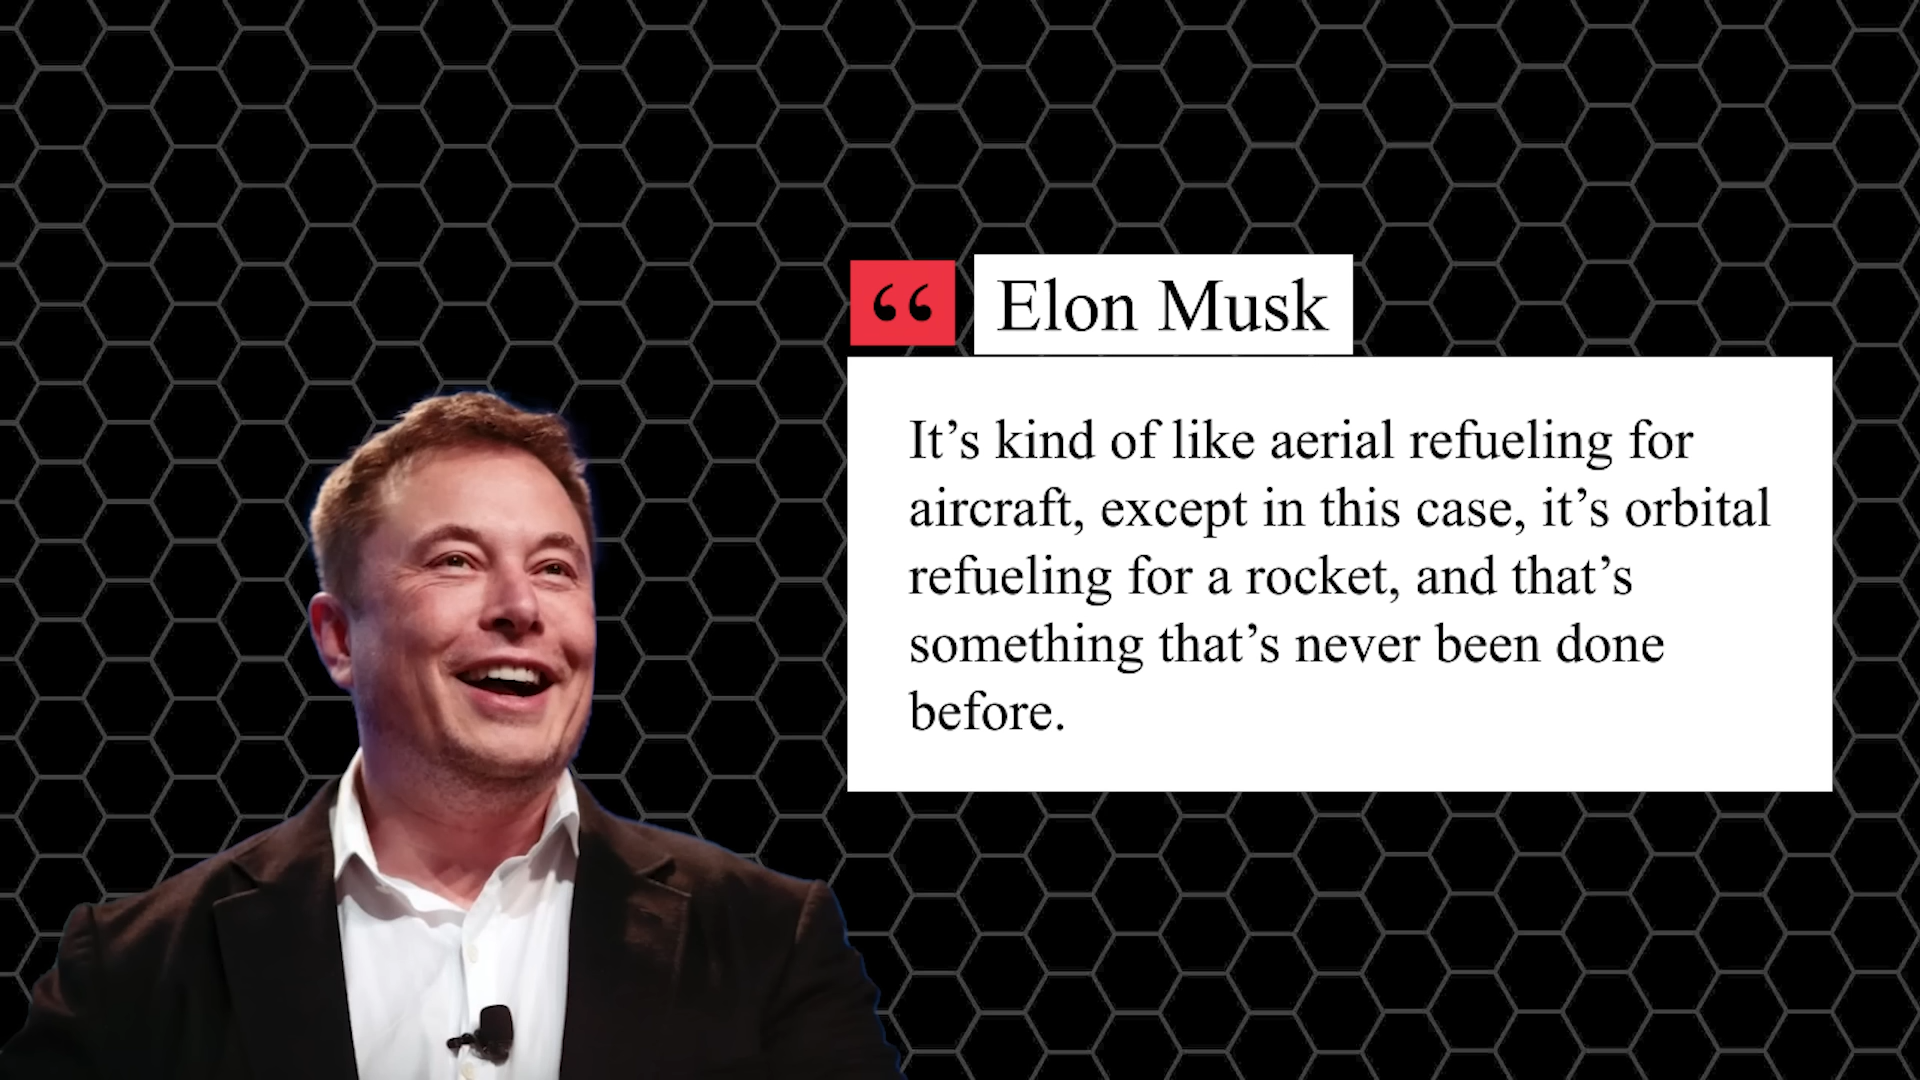 “ Elon Musk
It’s kind of like aerial refueling for
aircraft, except in this case, it’s orbital
refueling for a rocket, and that’s
something that’s never been done
before.